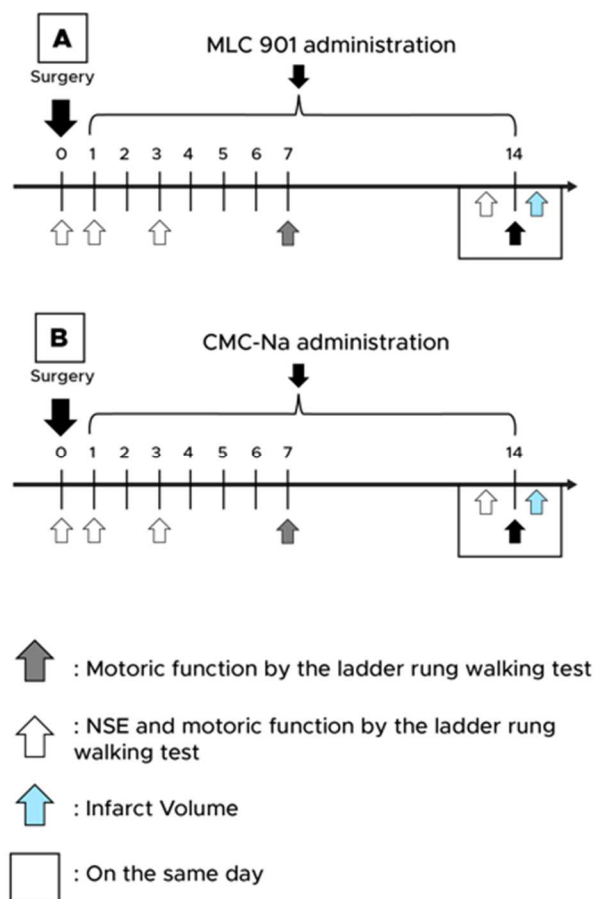 A
MLC 901 administration
Surgery
0 1 2 3 4 5 6 7 14
B
CMC-Na administration
Surgery
0 1 2 3 4 5 6 7 14
: Motoric function by the ladder rung walking test
: NSE and motoric function by the ladder rung
walking test
: Infarct Volume
: On the same day